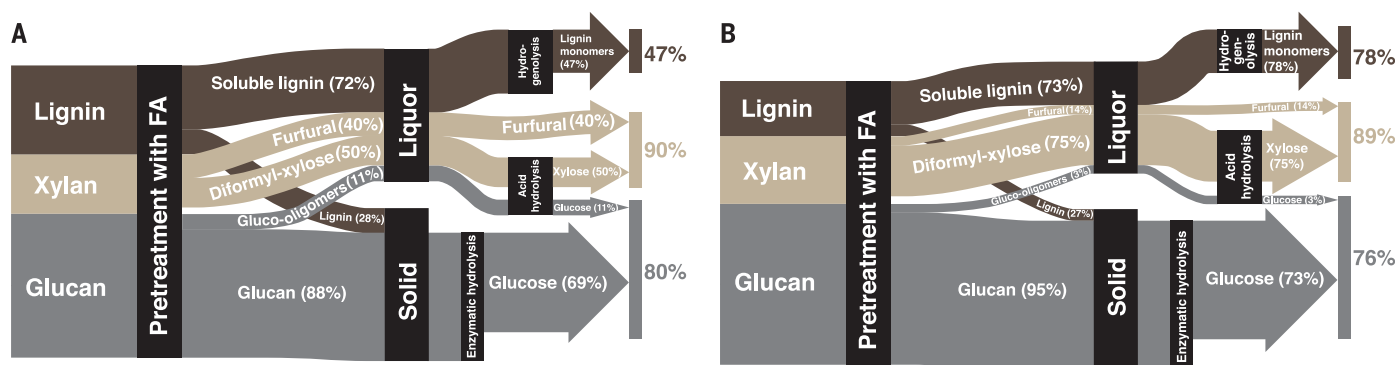 A
Lignin
Xylan
Glucan
Pretreatment with FA
Soluble lignin (72%)
Furfural (40%)
Diformyl-xylose (50%)
Gluco-oligomers (11%)
Lignin (28%)
Glucan (88%)
Liquor
Solid
Hydro-
genolysis
Lignin
monomers
(47%)
Furfural (40%)
Acid
hydrolysis
Xylose (50%)
Glucose (11%)
Enzymatic hydrolysis
Glucose (69%)
47%
90%
80%
B
Lignin
Xylan
Glucan
Pretreatment with FA
Soluble lignin (73%)
Furfural (14%)
Diformyl-xylose (75%)
Gluco-oligomers (3%)
Lignin (27%)
Glucan (95%)
Liquor
Solid
Hydro-
gen-
olysis
Lignin
monomers
(78%)
Furfural (14%)
Acid
hydrolysis
Xylose
(75%)
Glucose (3%)
Enzymatic hydrolysis
Glucose (73%)
78%
89%
76%